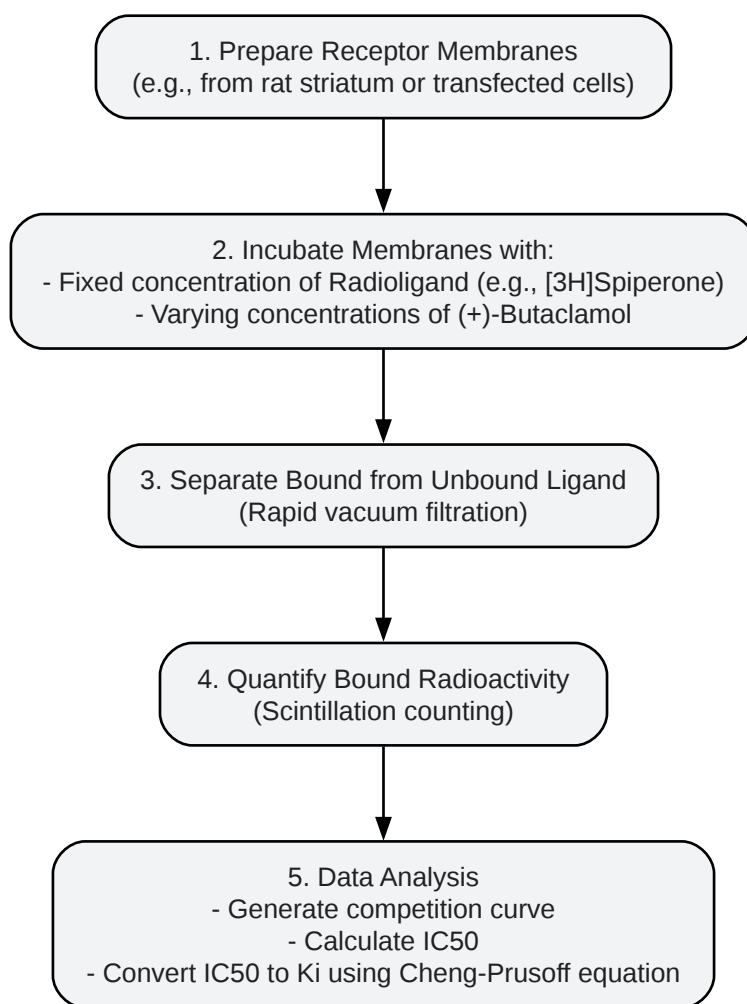 1. Prepare Receptor Membranes
(e.g., from rat striatum or transfected cells)
2. Incubate Membranes with:
- Fixed concentration of Radioligand (e.g., [3H]Spiperone)
- Varying concentrations of (+)-Butaclamol
3. Separate Bound from Unbound Ligand
(Rapid vacuum filtration)
4. Quantify Bound Radioactivity
(Scintillation counting)
5. Data Analysis
- Generate competition curve
- Calculate IC50
- Convert IC50 to Ki using Cheng-Prusoff equation